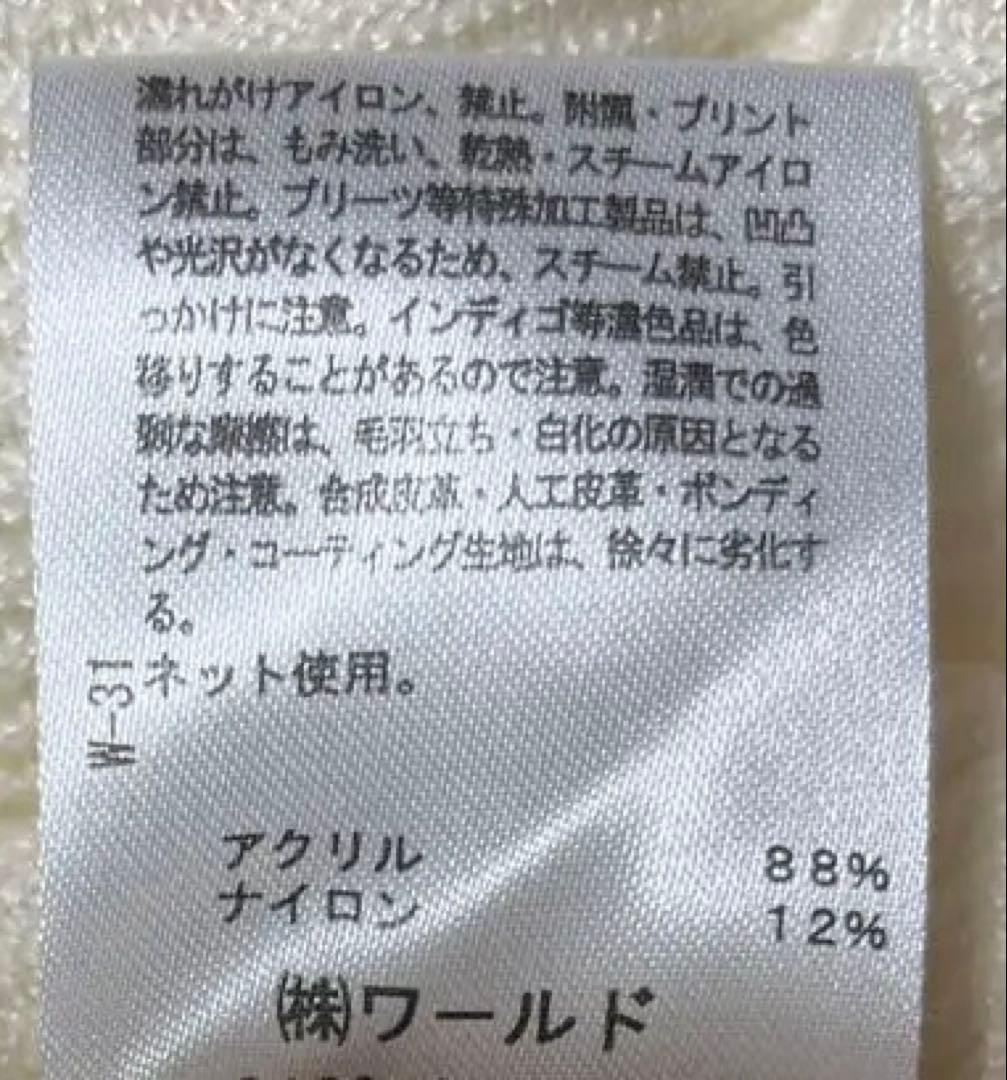 濡れがけアイロン、禁止。附属・プリント
部分は、もみ洗い、乾熱・スチームアイロ
ン禁止。プリーツ等特殊加工製品は、凹凸
や光沢がなくなるため、スチーム禁止。引
っかけに注意。インディゴ等濃色品は、色
移りすることがあるので注意。湿潤での過
剰な摩擦は、毛羽立ち・白化の原因となる
ため注意。合成皮革・人工皮革・ボンディ
ング・コーティング生地は、徐々に劣化す
る。
W-31
ネット使用。
アクリル 88%
ナイロン 12%
㈱ワールド